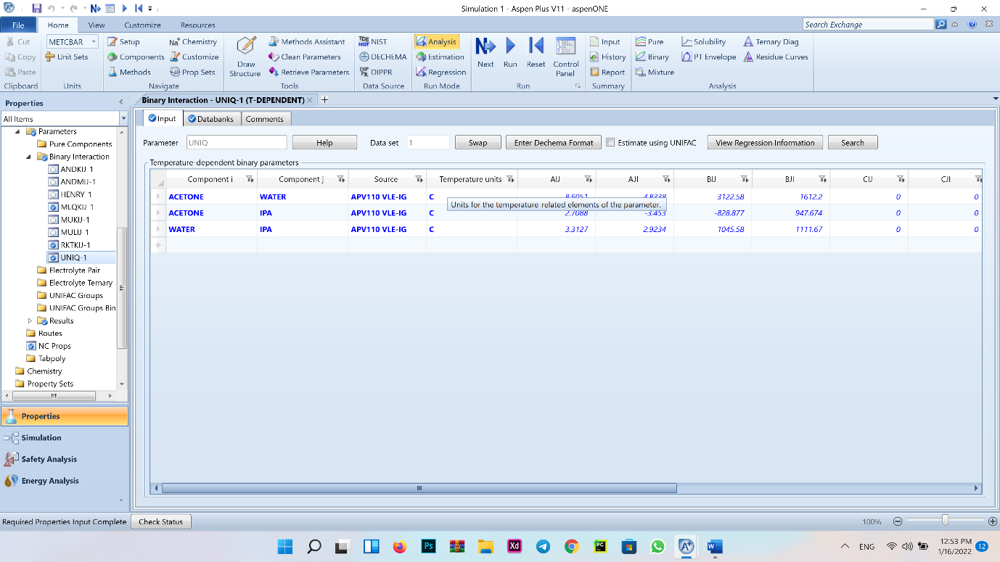 Simulation 1 - Aspen Plus V11 - aspenONE
File Home View Customize Resources Search Exchange
Cut METCBAR Setup Chemistry Methods Assistant NIST Analysis Input Pure Solubility Ternary Diag
Copy Unit Sets Components Customize Clean Parameters DECHEMA Estimation History Binary PT Envelope Residue Curves
Paste Methods Prop Sets Draw Structure Retrieve Parameters DIPPR Regression Next Run Reset Control Panel Report Mixture
Clipboard Units Navigate Tools Data Source Run Mode Run Summary Analysis
Properties
All Items
Parameters
Pure Components
Binary Interaction
ANDKIJ-1
ANDMIJ-1
HENRY-1
MLQKIJ-1
MUKIJ-1
MULIJ-1
RKTKIJ-1
UNIQ-1
Electrolyte Pair
Electrolyte Ternary
UNIFAC Groups
UNIFAC Groups Bin
Results
Routes
NC Props
Tabpoly
Chemistry
Property Sets
Properties
Simulation
Safety Analysis
Energy Analysis
Binary Interaction - UNIQ-1 (T-DEPENDENT)
Input Databanks Comments
Parameter UNIQ Help Data set 1 Swap Enter Dechema Format Estimate using UNIFAC View Regression Information Search
Temperature-dependent binary parameters
Component i Component j Source Temperature units AIJ AJI BIJ BJI CIJ CJI
ACETONE WATER APV110 VLE-IG C 3122.58 1612.2 0 0
Units for the temperature related elements of the parameter.
ACETONE IPA APV110 VLE-IG C 2.7088 -3.453 -828.877 947.674 0 0
WATER IPA APV110 VLE-IG C 3.3127 2.9234 1045.58 1111.67 0 0
Required Properties Input Complete Check Status 100%
ENG 12:53 PM
1/16/2022 12